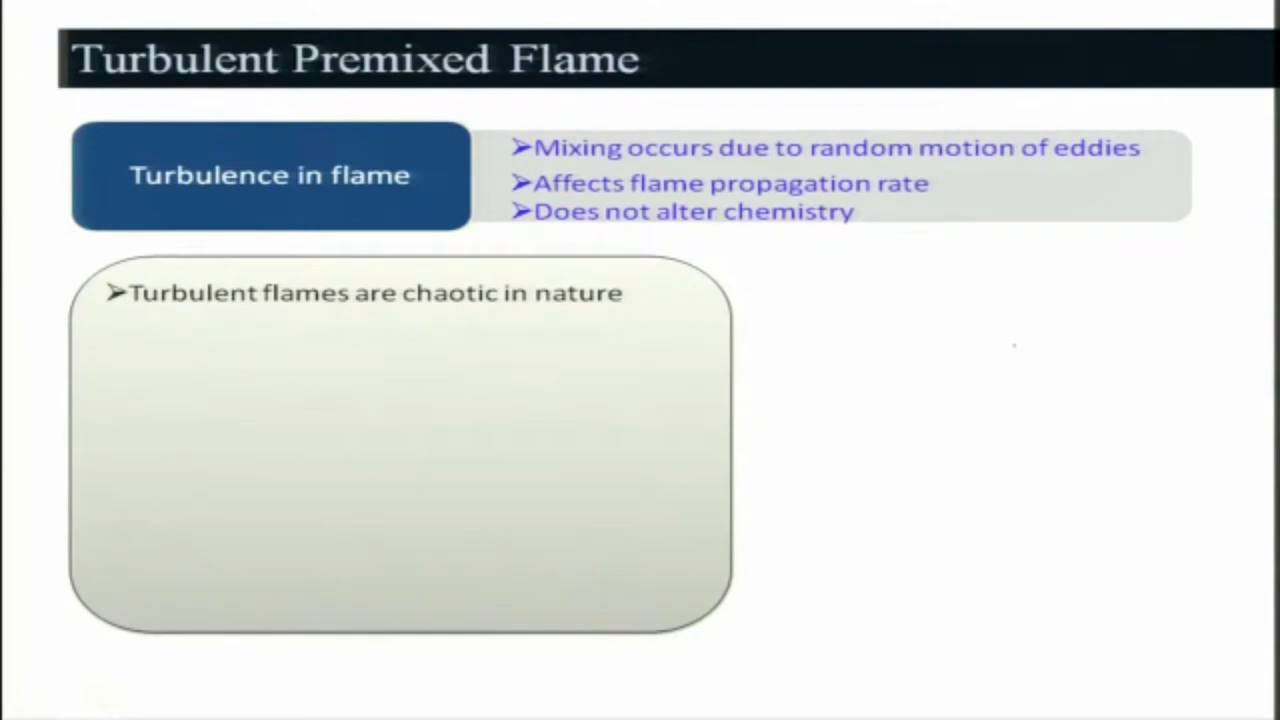 Turbulent Premixed Flame
Turbulence in flame
➢Mixing occurs due to random motion of eddies
➢Affects flame propagation rate
➢Does not alter chemistry
➢Turbulent flames are chaotic in nature